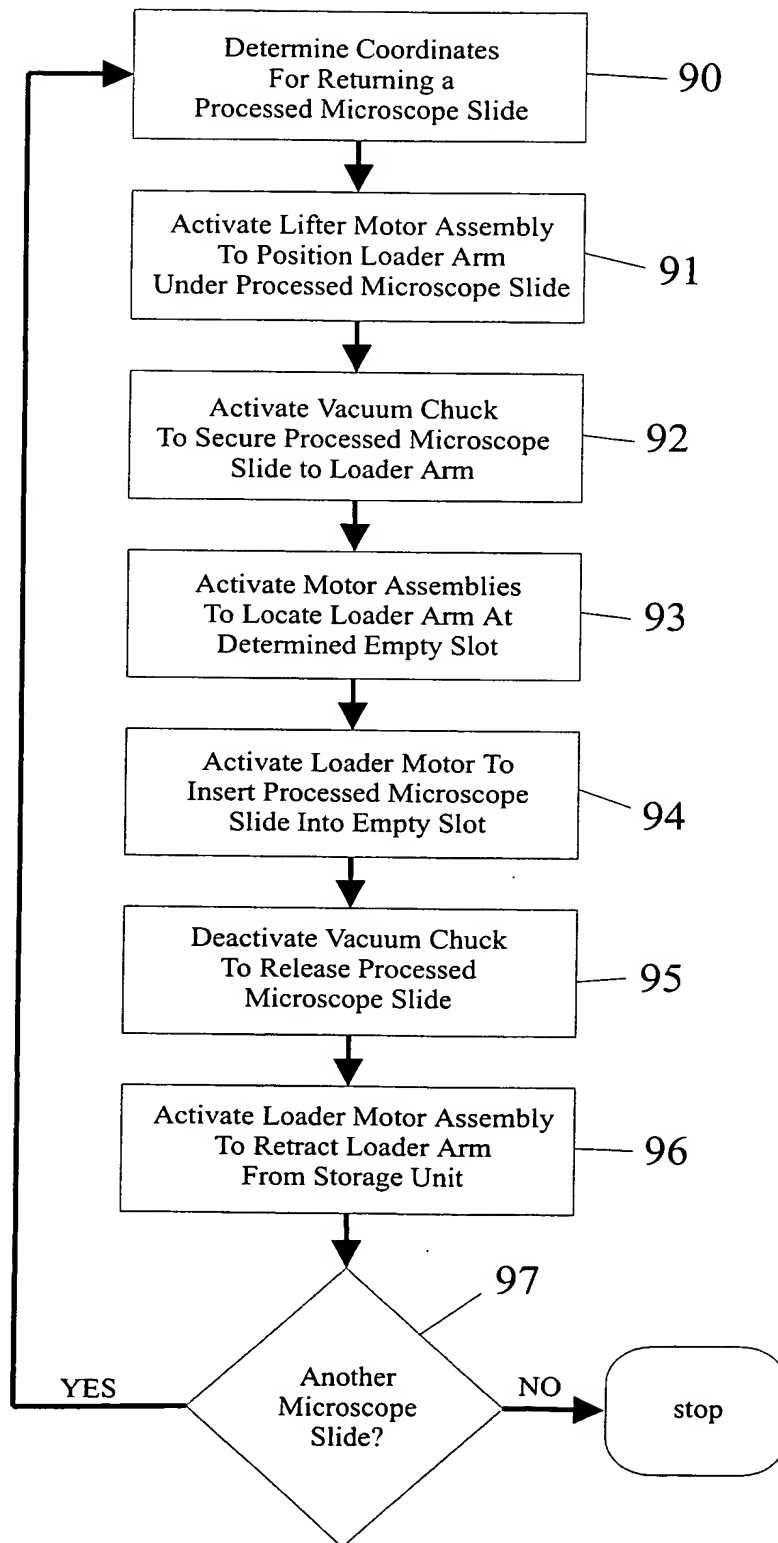 Determine Coordinates
For Returning a
Processed Microscope Slide
90
Activate Lifter Motor Assembly
To Position Loader Arm
Under Processed Microscope Slide
91
Activate Vacuum Chuck
To Secure Processed Microscope
Slide to Loader Arm
92
Activate Motor Assemblies
To Locate Loader Arm At
Determined Empty Slot
93
Activate Loader Motor To
Insert Processed Microscope
Slide Into Empty Slot
94
Deactivate Vacuum Chuck
To Release Processed
Microscope Slide
95
Activate Loader Motor Assembly
To Retract Loader Arm
From Storage Unit
96
97
YES
Another
Microscope
Slide?
NO
stop